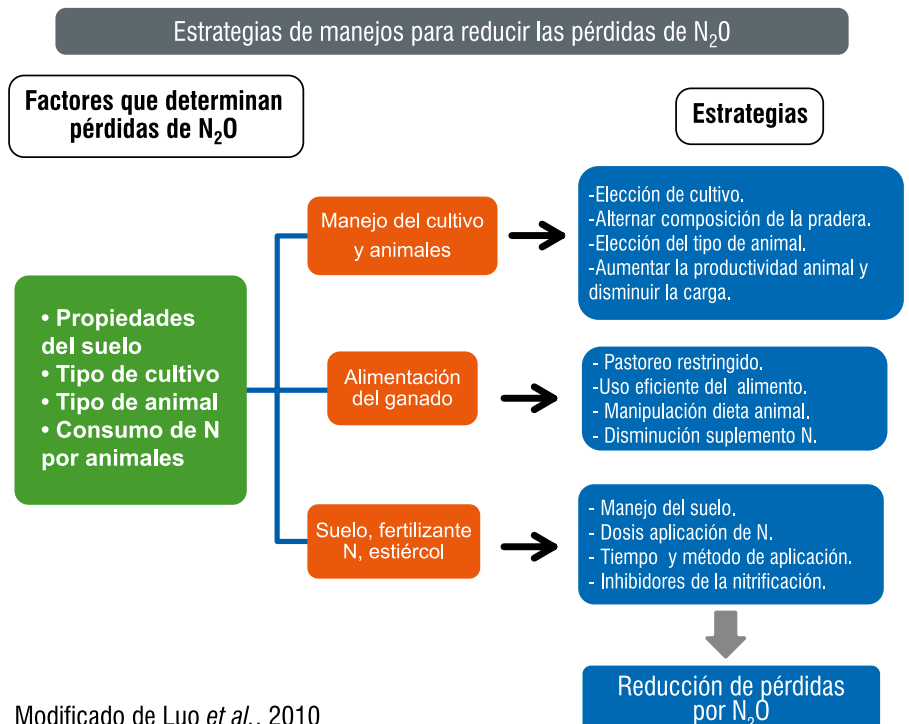 Estrategias de manejos para reducir las pérdidas de N₂O
Factores que determinan
pérdidas de N₂O
Estrategias
• Propiedades
del suelo
• Tipo de cultivo
• Tipo de animal
• Consumo de N
por animales
Manejo del cultivo
y animales
-Elección de cultivo.
-Alternar composición de la pradera.
-Elección del tipo de animal.
-Aumentar la productividad animal y
disminuir la carga.
Alimentación
del ganado
- Pastoreo restringido.
-Uso eficiente del alimento.
- Manipulación dieta animal.
- Disminución suplemento N.
Suelo, fertilizante
N, estiércol
- Manejo del suelo.
- Dosis aplicación de N.
- Tiempo y método de aplicación.
- Inhibidores de la nitrificación.
Reducción de pérdidas
por N₂O
Modificado de Luo et al., 2010